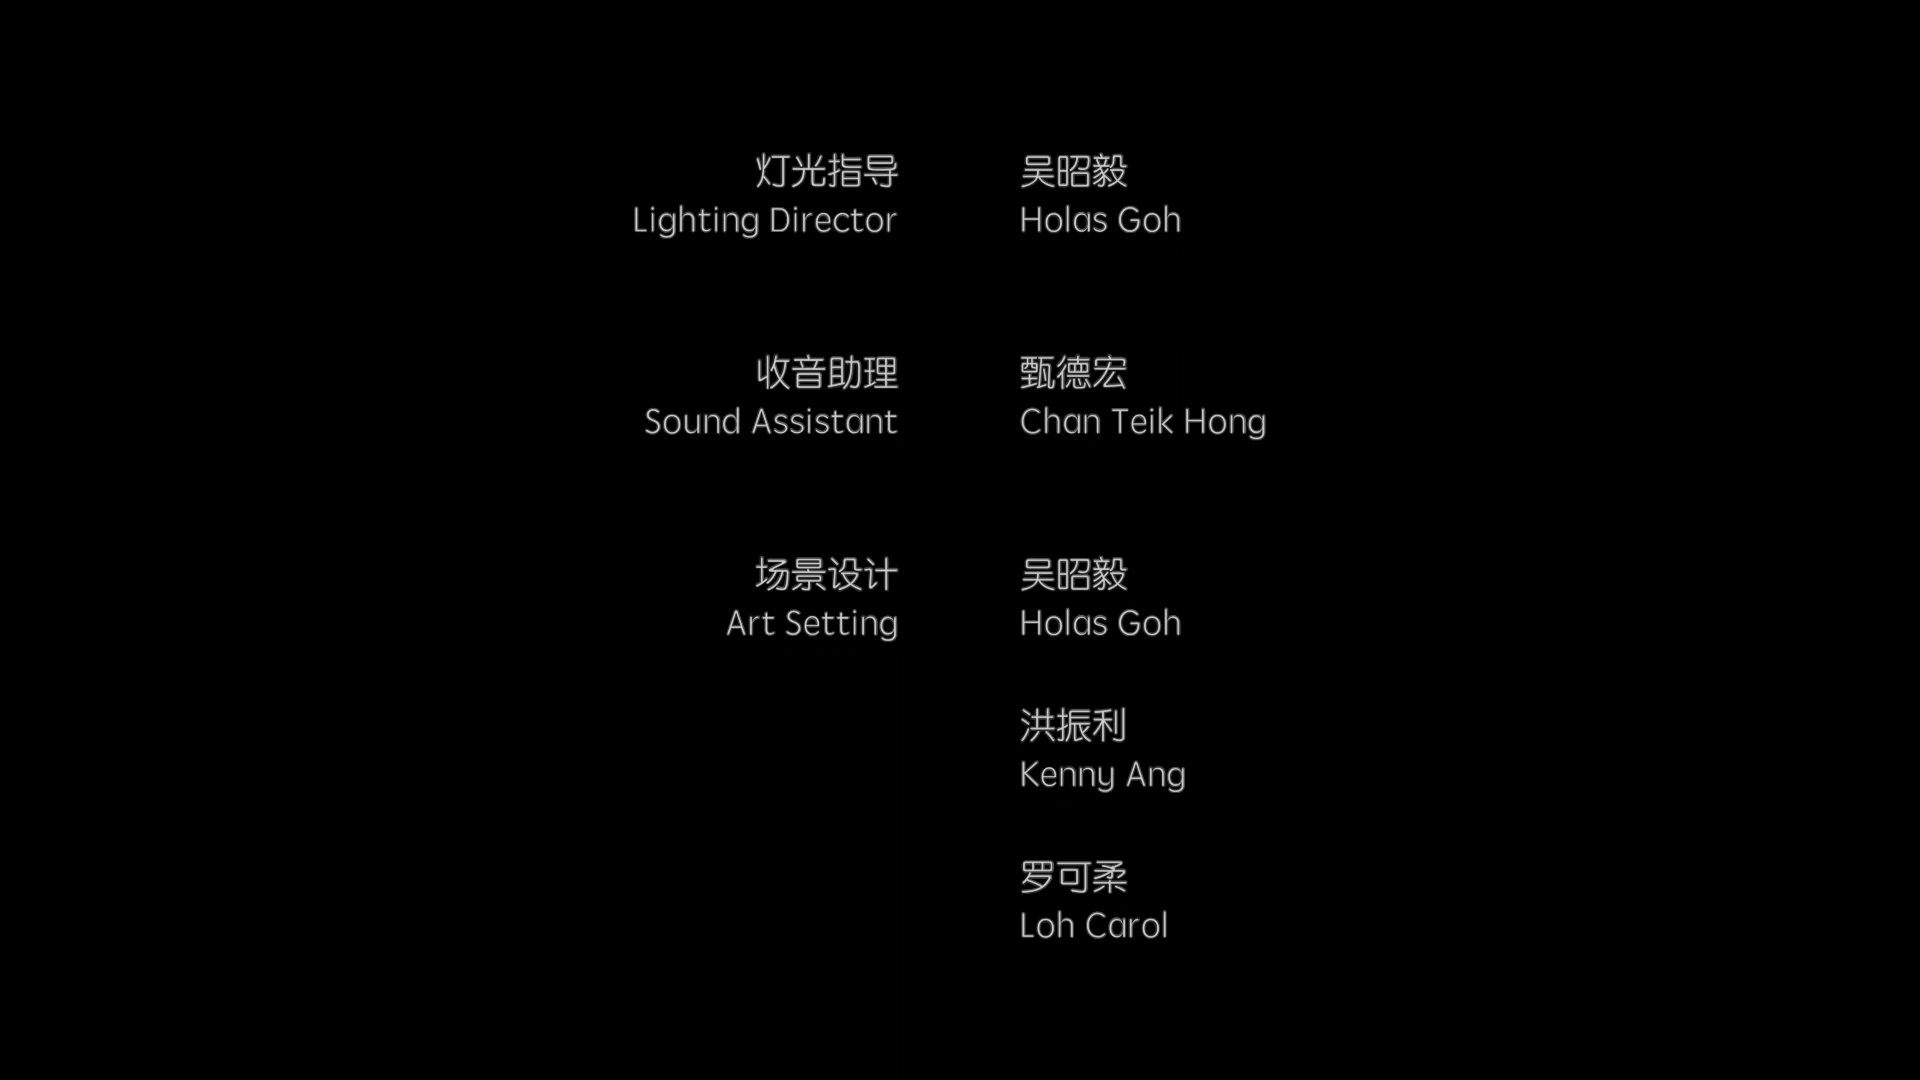 灯光指导 吴昭毅
Lighting Director Holas Goh
收音助理 甄德宏
Sound Assistant Chan Teik Hong
场景设计 吴昭毅
Art Setting Holas Goh
洪振利
Kenny Ang
罗可柔
Loh Carol